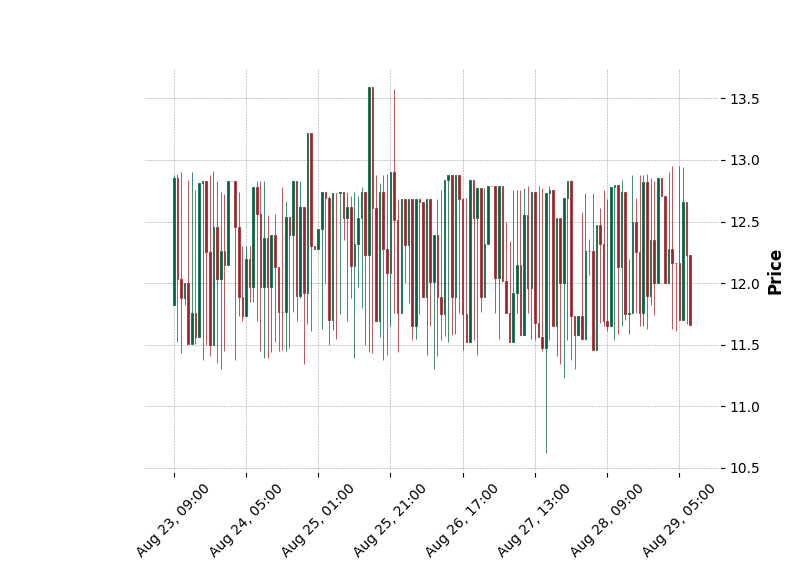 13.5
13.0
12.5
12.0
11.5
11.0
10.5
Price
Aug 23, 09:00
Aug 24, 05:00
Aug 25, 01:00
Aug 25, 21:00
Aug 26, 17:00
Aug 27, 13:00
Aug 28, 09:00
Aug 29, 05:00